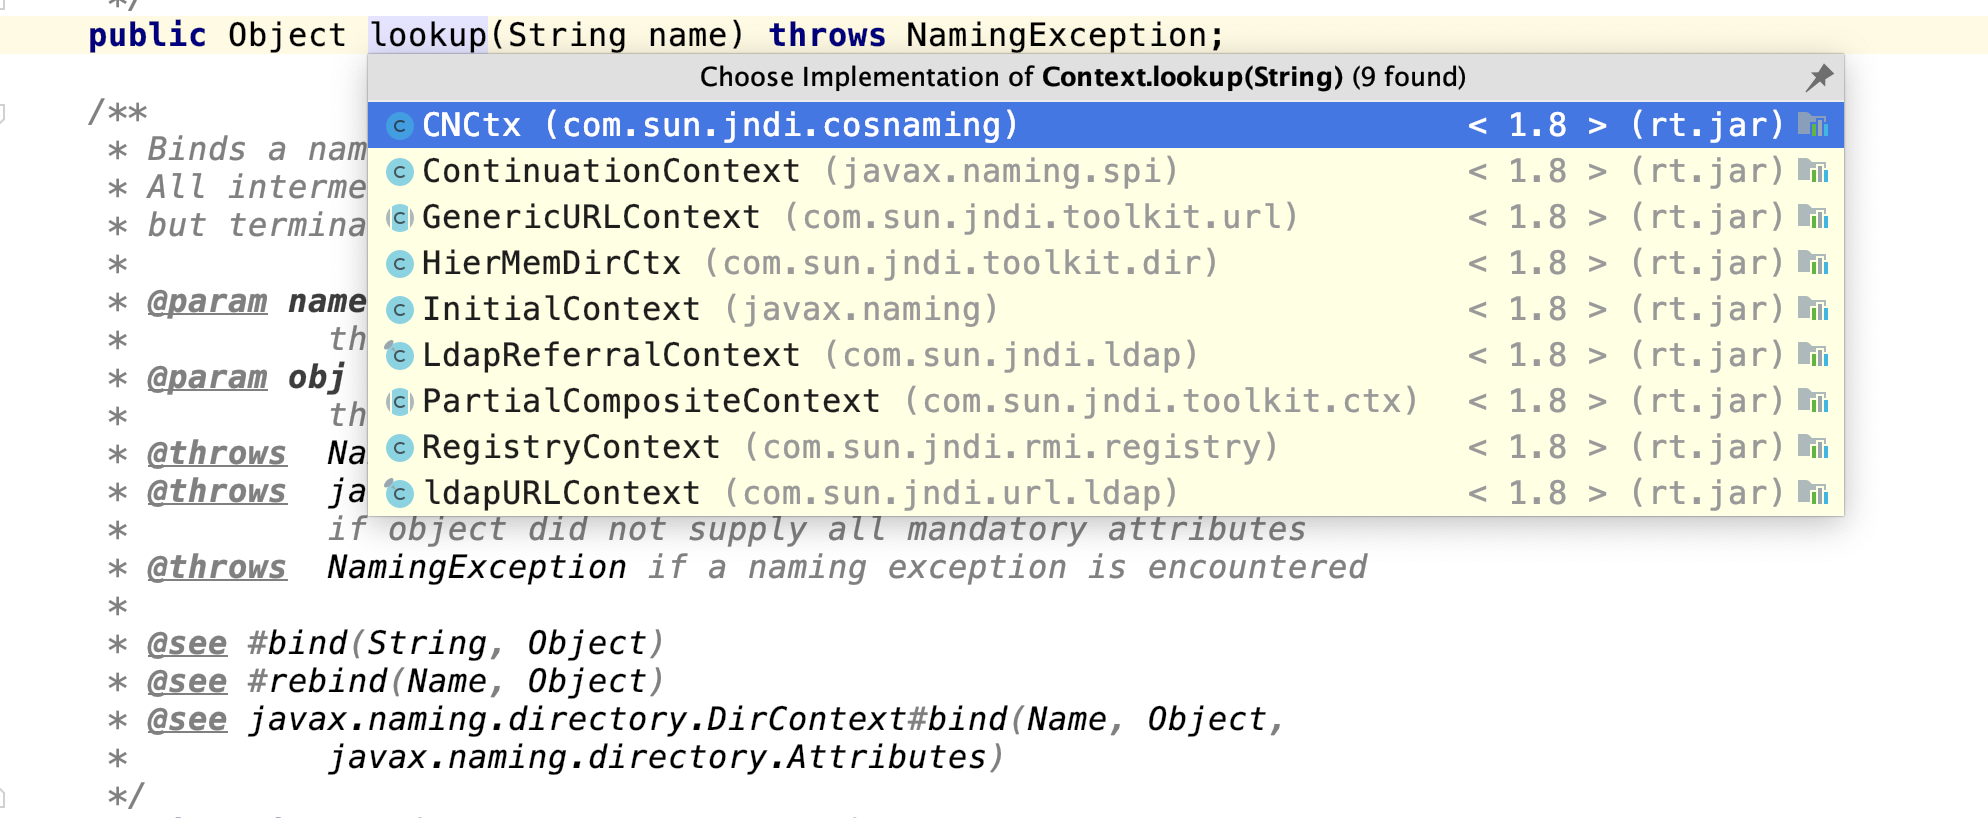 */
public Object lookup(String name) throws NamingException;
Choose Implementation of Context.lookup(String) (9 found)
/**
CNCtx (com.sun.jndi.cosnaming) < 1.8 > (rt.jar)
* Binds a nam
ContinuationContext (javax.naming.spi) < 1.8 > (rt.jar)
* All interme
GenericURLContext (com.sun.jndi.toolkit.url) < 1.8 > (rt.jar)
* but termina
HierMemDirCtx (com.sun.jndi.toolkit.dir) < 1.8 > (rt.jar)
*
* @param name
InitialContext (javax.naming) < 1.8 > (rt.jar)
* th
LdapReferralContext (com.sun.jndi.ldap) < 1.8 > (rt.jar)
* @param obj
PartialCompositeContext (com.sun.jndi.toolkit.ctx) < 1.8 > (rt.jar)
* th
RegistryContext (com.sun.jndi.rmi.registry) < 1.8 > (rt.jar)
* @throws Na
* @throws ja
ldapURLContext (com.sun.jndi.url.ldap) < 1.8 > (rt.jar)
* if object did not supply all mandatory attributes
* @throws NamingException if a naming exception is encountered
*
* @see #bind(String, Object)
* @see #rebind(Name, Object)
* @see javax.naming.directory.DirContext#bind(Name, Object,
* javax.naming.directory.Attributes)
*/